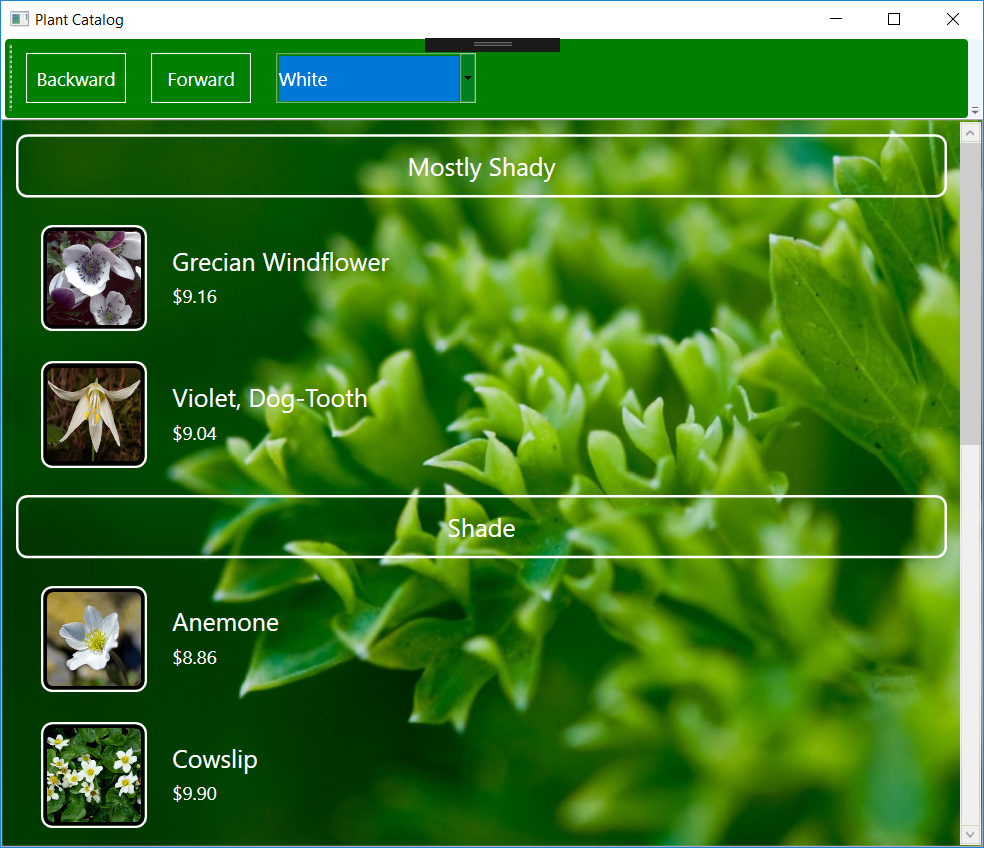 Plant Catalog
Backward
Forward
White
Mostly Shady
Grecian Windflower
$9.16
Violet, Dog-Tooth
$9.04
Shade
Anemone
$8.86
Cowslip
$9.90